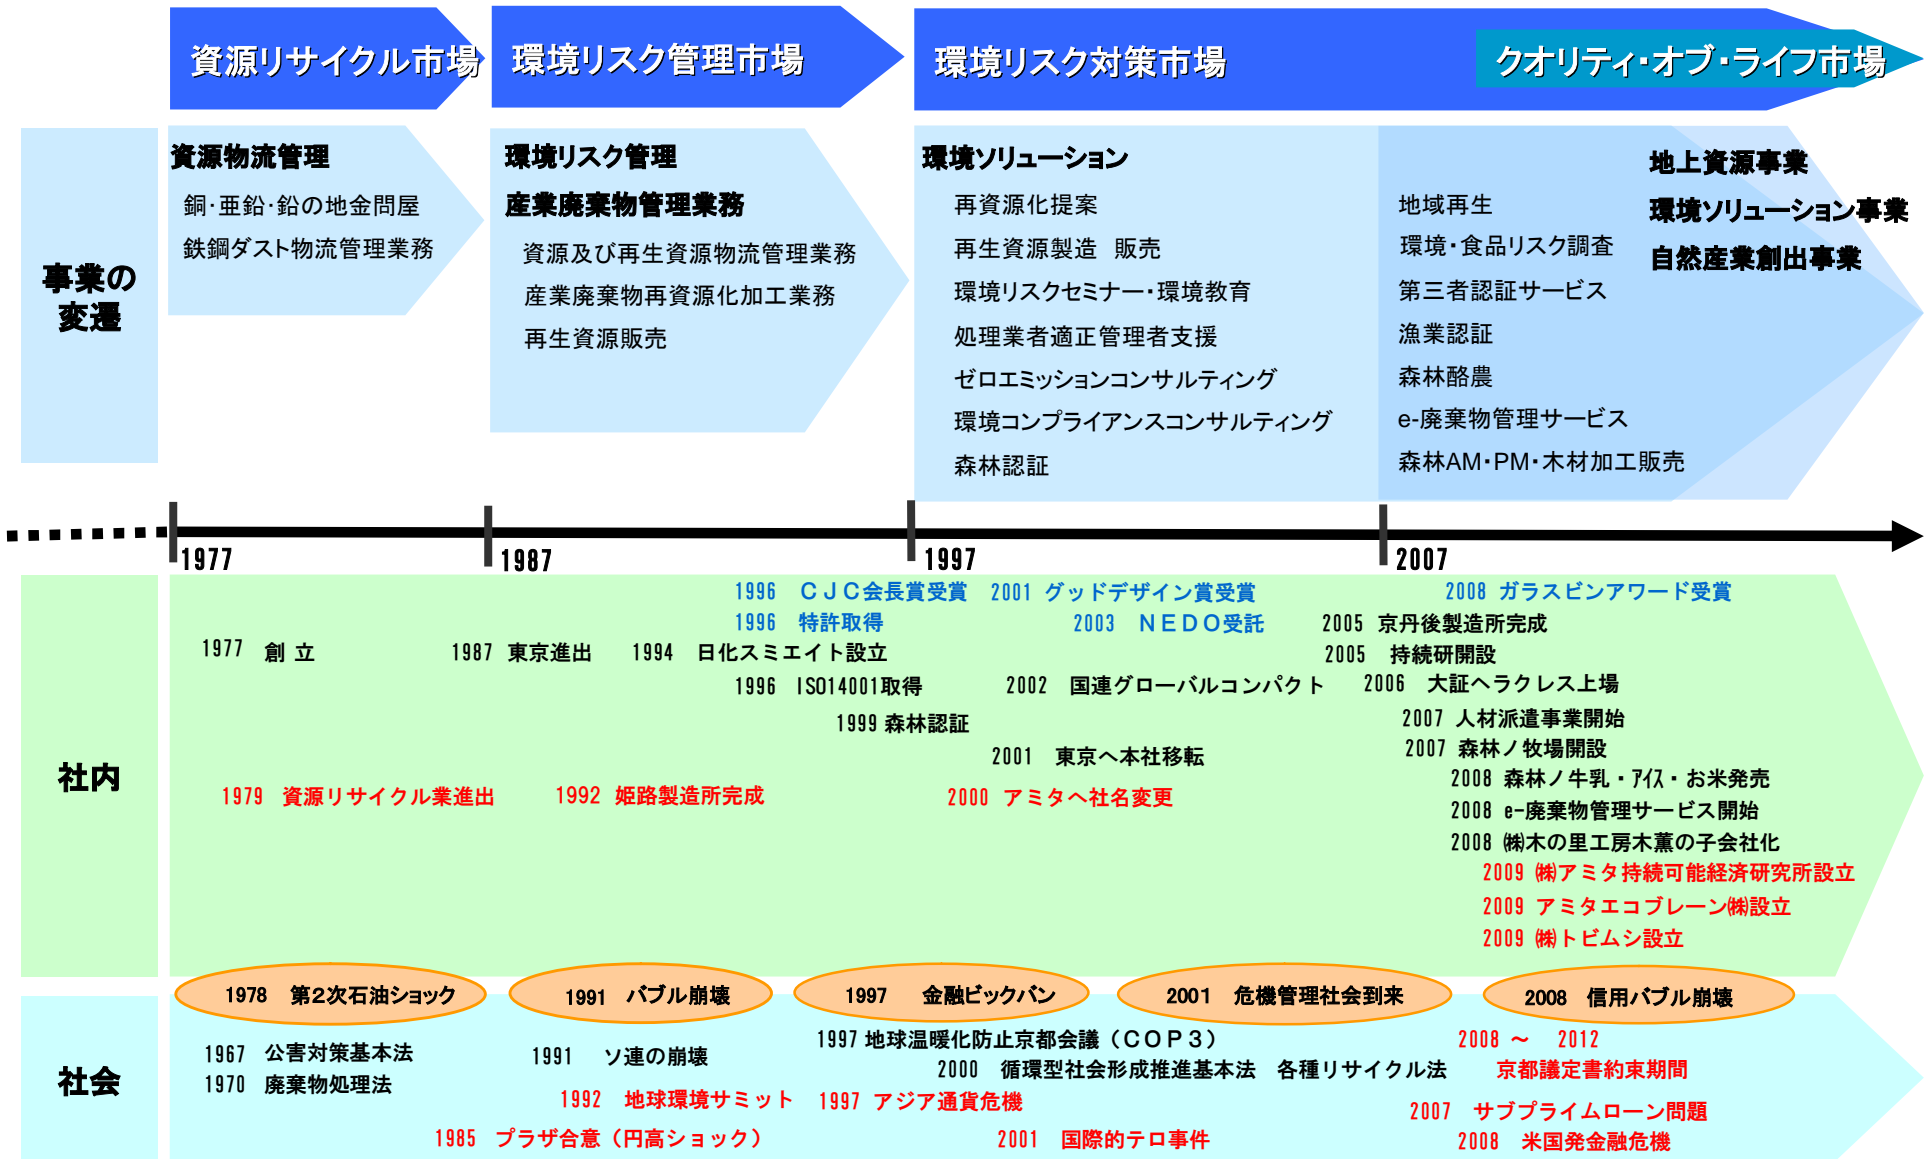 資源リサイクル市場
環境リスク管理市場
環境リスク対策市場
クオリティ・オブ・ライフ市場
事業の
変遷
資源物流管理
銅・亜鉛・鉛の地金問屋
鉄鋼ダスト物流管理業務
環境リスク管理
産業廃棄物管理業務
資源及び再生資源物流管理業務
産業廃棄物再資源化加工業務
再生資源販売
環境ソリューション
再資源化提案
再生資源製造　販売
環境リスクセミナー・環境教育
処理業者適正管理者支援
ゼロエミッションコンサルティング
環境コンプライアンスコンサルティング
森林認証
地域再生
環境・食品リスク調査
第三者認証サービス
漁業認証
森林酪農
e-廃棄物管理サービス
森林AM・PM・木材加工販売
地上資源事業
環境ソリューション事業
自然産業創出事業
1977
1987
1997
2007
社内
1996　ＣＪＣ会長賞受賞
2001 グッドデザイン賞受賞
2008 ガラスビンアワード受賞
1996　特許取得
2003　ＮＥＤＯ受託
2005 京丹後製造所完成
1977　創 立
1987 東京進出
1994　日化スミエイト設立
2005　持続研開設
1996　ISO14001取得
2002　国連グローバルコンパクト
2006　大証ヘラクレス上場
1999 森林認証
2007 人材派遣事業開始
2001　東京へ本社移転
2007 森林ノ牧場開設
2008 森林ノ牛乳・ｱｲｽ・お米発売
1979　資源リサイクル業進出
1992 姫路製造所完成
2000 アミタへ社名変更
2008 e-廃棄物管理サービス開始
2008 ㈱木の里工房木薫の子会社化
2009 ㈱アミタ持続可能経済研究所設立
2009 アミタエコブレーン㈱設立
2009 ㈱トビムシ設立
1978　第２次石油ショック
1991　バブル崩壊
1997　金融ビックバン
2001　危機管理社会到来
2008　信用バブル崩壊
社会
1967　公害対策基本法
1970　廃棄物処理法
1991　ソ連の崩壊
1997 地球温暖化防止京都会議（ＣＯＰ３）
2000　循環型社会形成推進基本法　各種リサイクル法
2008 ～　2012
京都議定書約束期間
1992　地球環境サミット
1997 アジア通貨危機
2007　サブプライムローン問題
1985　プラザ合意（円高ショック）
2001　国際的テロ事件
2008　米国発金融危機